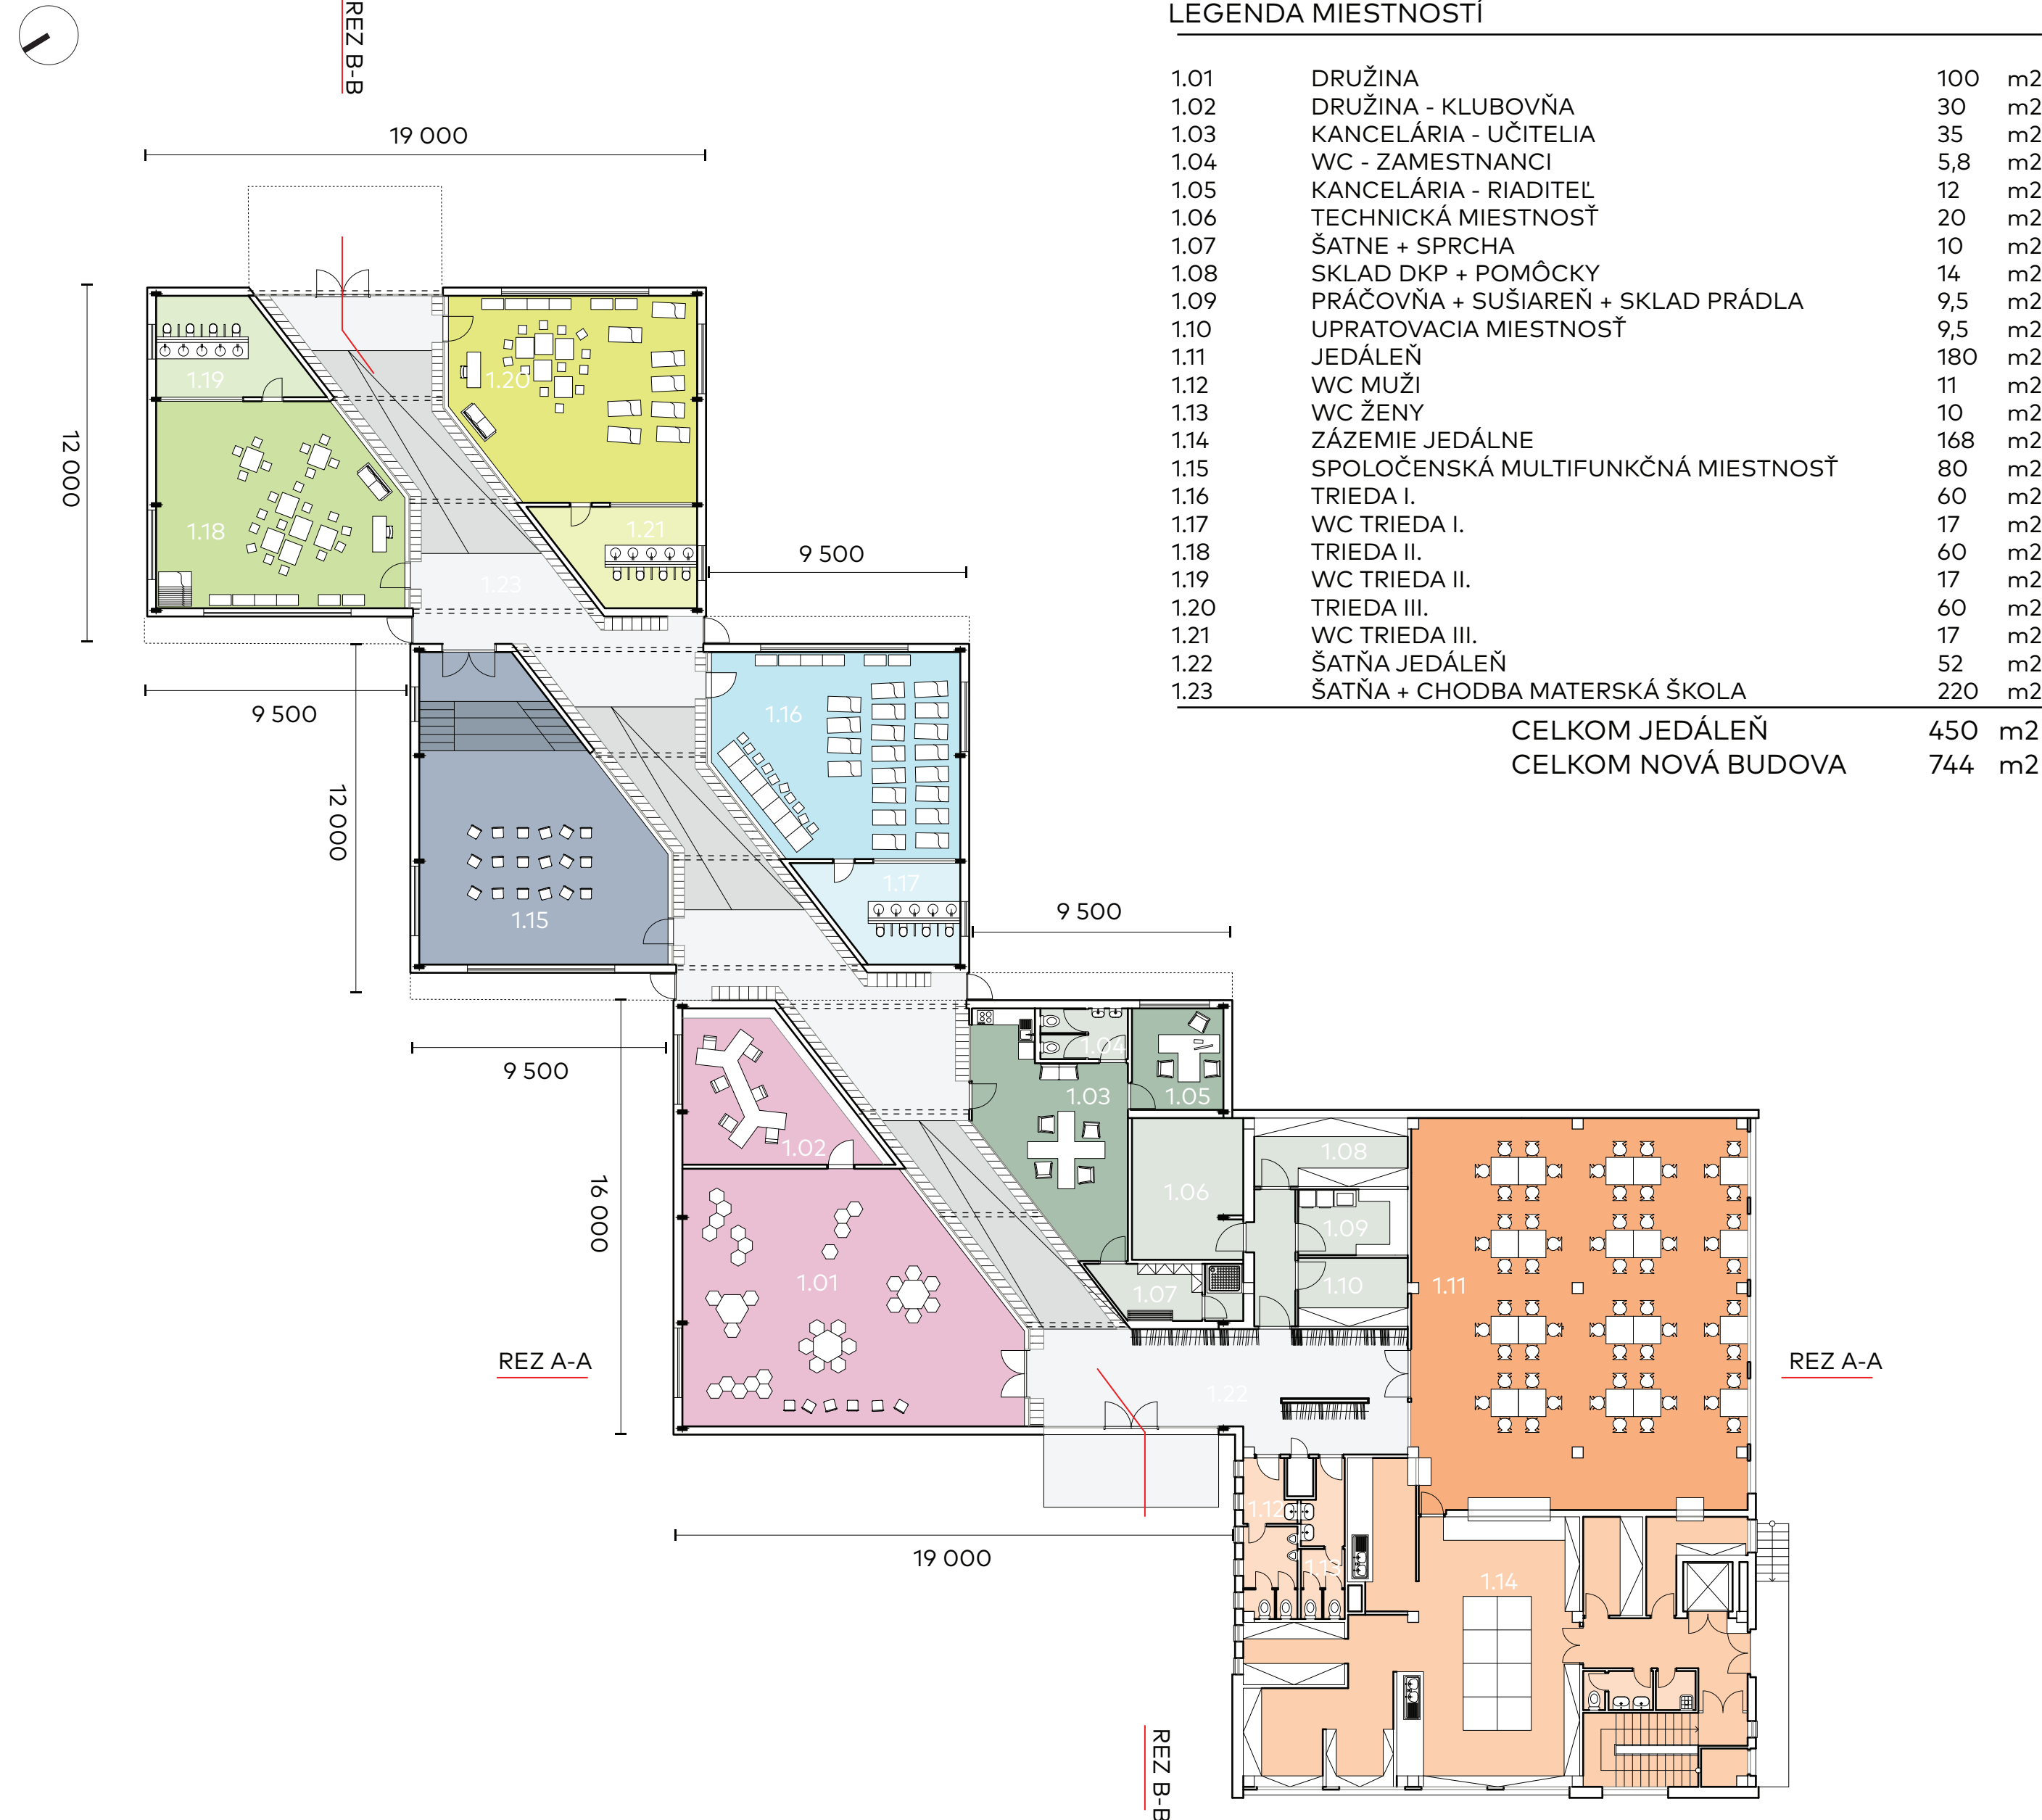 LEGENDA MIESTNOSTÍ
1.01 DRUŽINA 100 m2
1.02 DRUŽINA - KLUBOVŇA 30 m2
1.03 KANCELÁRIA - UČITELIA 35 m2
1.04 WC - ZAMESTNANCI 5,8 m2
1.05 KANCELÁRIA - RIADITEĽ 12 m2
1.06 TECHNICKÁ MIESTNOSŤ 20 m2
1.07 ŠATNE + SPRCHA 10 m2
1.08 SKLAD DKP + POMÔCKY 14 m2
1.09 PRÁČOVŇA + SUŠIAREŇ + SKLAD PRÁDLA 9,5 m2
1.10 UPRATOVACIA MIESTNOSŤ 9,5 m2
1.11 JEDÁLEŇ 180 m2
1.12 WC MUŽI 11 m2
1.13 WC ŽENY 10 m2
1.14 ZÁZEMIE JEDÁLNE 168 m2
1.15 SPOLOČENSKÁ MULTIFUNKČNÁ MIESTNOSŤ 80 m2
1.16 TRIEDA I. 60 m2
1.17 WC TRIEDA I. 17 m2
1.18 TRIEDA II. 60 m2
1.19 WC TRIEDA II. 17 m2
1.20 TRIEDA III. 60 m2
1.21 WC TRIEDA III. 17 m2
1.22 ŠATŇA JEDÁLEŇ 52 m2
1.23 ŠATŇA + CHODBA MATERSKÁ ŠKOLA 220 m2
CELKOM JEDÁLEŇ 450 m2
CELKOM NOVÁ BUDOVA 744 m2
REZ B-B
19 000
12 000
1.19
1.20
1.18
1.21
1.23
9 500
9 500
12 000
1.16
1.17
1.15
9 500
9 500
16 000
1.04
1.03
1.05
1.02
1.08
1.06
1.09
1.01
1.07
1.10
1.11
REZ A-A
REZ A-A
1.22
1.12
1.13
19 000
1.14
REZ B-B